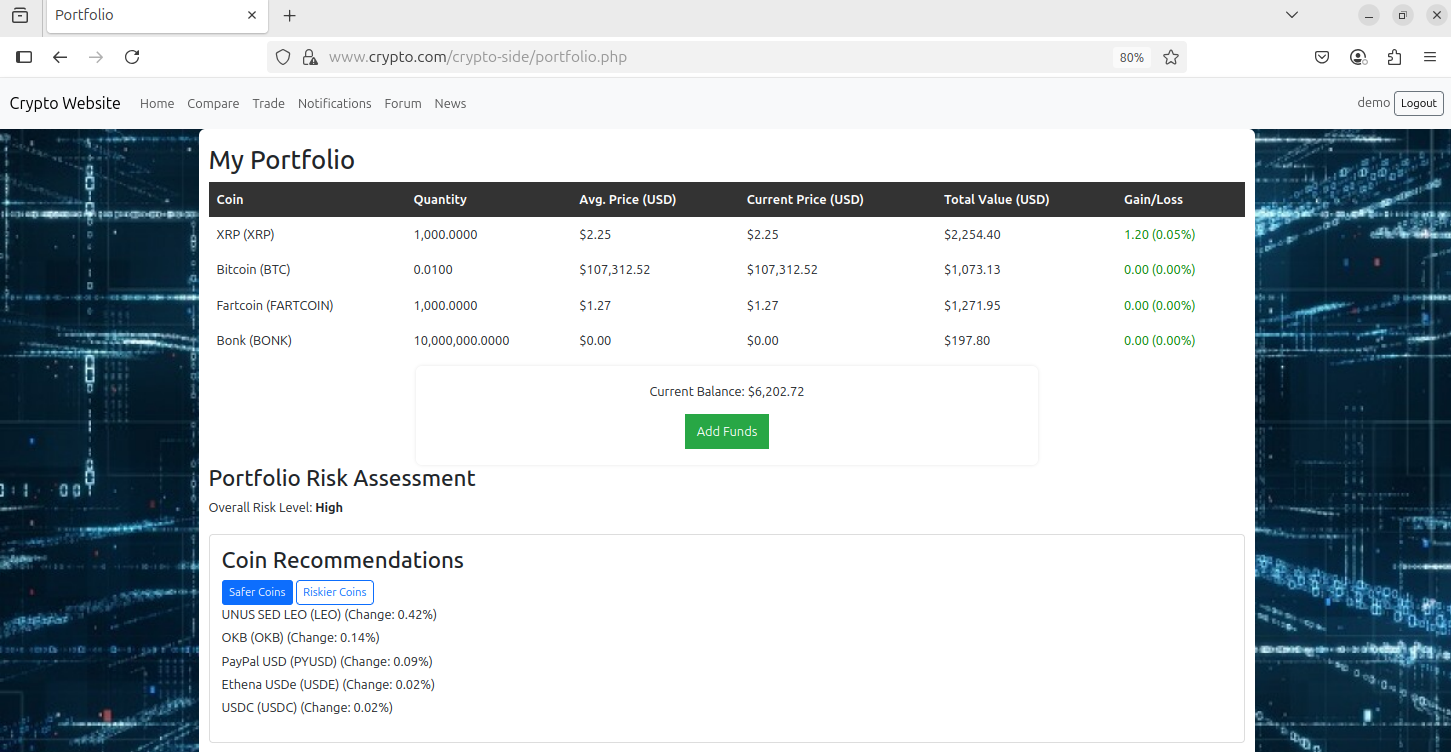 Portfolio
www.crypto.com/crypto-side/portfolio.php 80%
Crypto Website Home Compare Trade Notifications Forum News demo Logout
My Portfolio
Coin Quantity Avg. Price (USD) Current Price (USD) Total Value (USD) Gain/Loss
XRP (XRP) 1,000.0000 $2.25 $2.25 $2,254.40 1.20 (0.05%)
Bitcoin (BTC) 0.0100 $107,312.52 $107,312.52 $1,073.13 0.00 (0.00%)
Fartcoin (FARTCOIN) 1,000.0000 $1.27 $1.27 $1,271.95 0.00 (0.00%)
Bonk (BONK) 10,000,000.0000 $0.00 $0.00 $197.80 0.00 (0.00%)
Current Balance: $6,202.72
Add Funds
Portfolio Risk Assessment
Overall Risk Level: High
Coin Recommendations
Safer Coins Riskier Coins
UNUS SED LEO (LEO) (Change: 0.42%)
OKB (OKB) (Change: 0.14%)
PayPal USD (PYUSD) (Change: 0.09%)
Ethena USDe (USDE) (Change: 0.02%)
USDC (USDC) (Change: 0.02%)